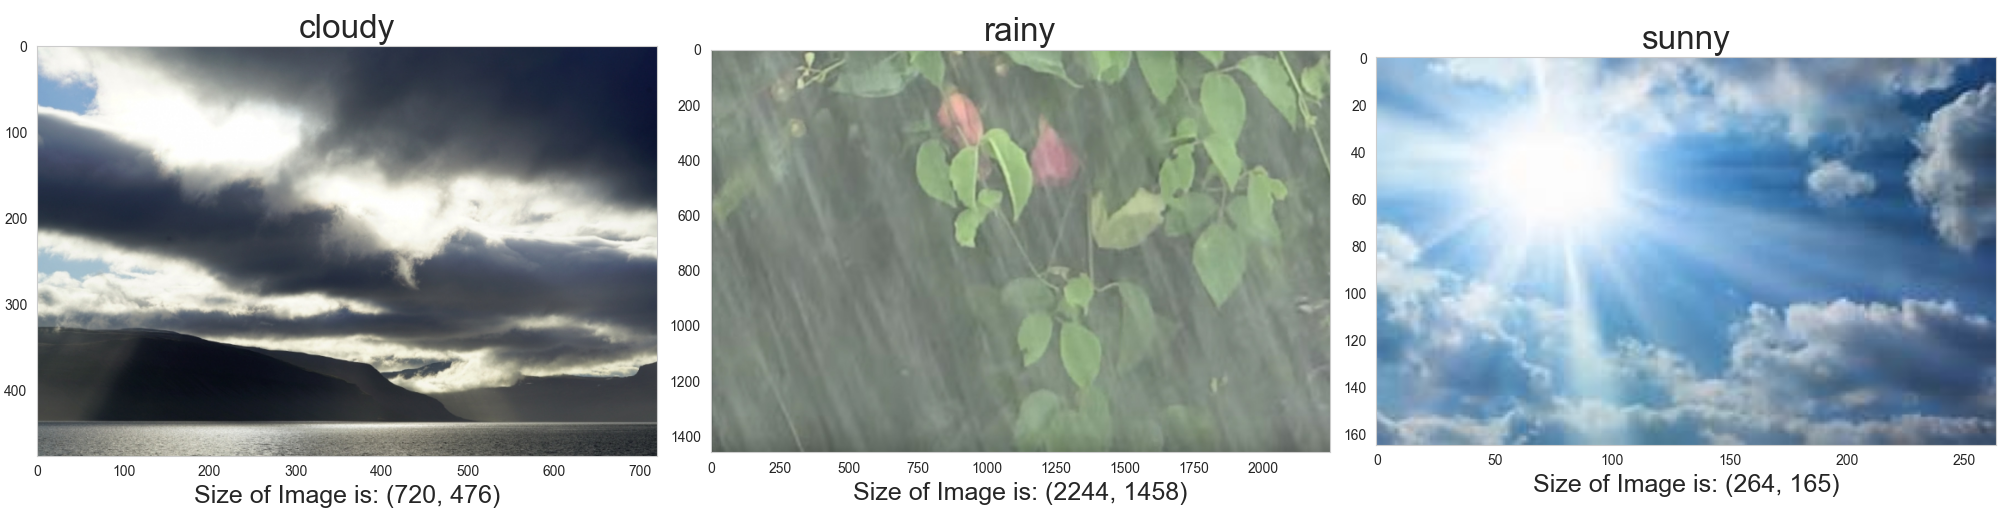 cloudy
0
100
200
300
400
0 100 200 300 400 500 600 700
Size of Image is: (720, 476)
rainy
0
200
400
600
800
1000
1200
1400
0 250 500 750 1000 1250 1500 1750 2000
Size of Image is: (2244, 1458)
sunny
0
20
40
60
80
100
120
140
160
0 50 100 150 200 250
Size of Image is: (264, 165)